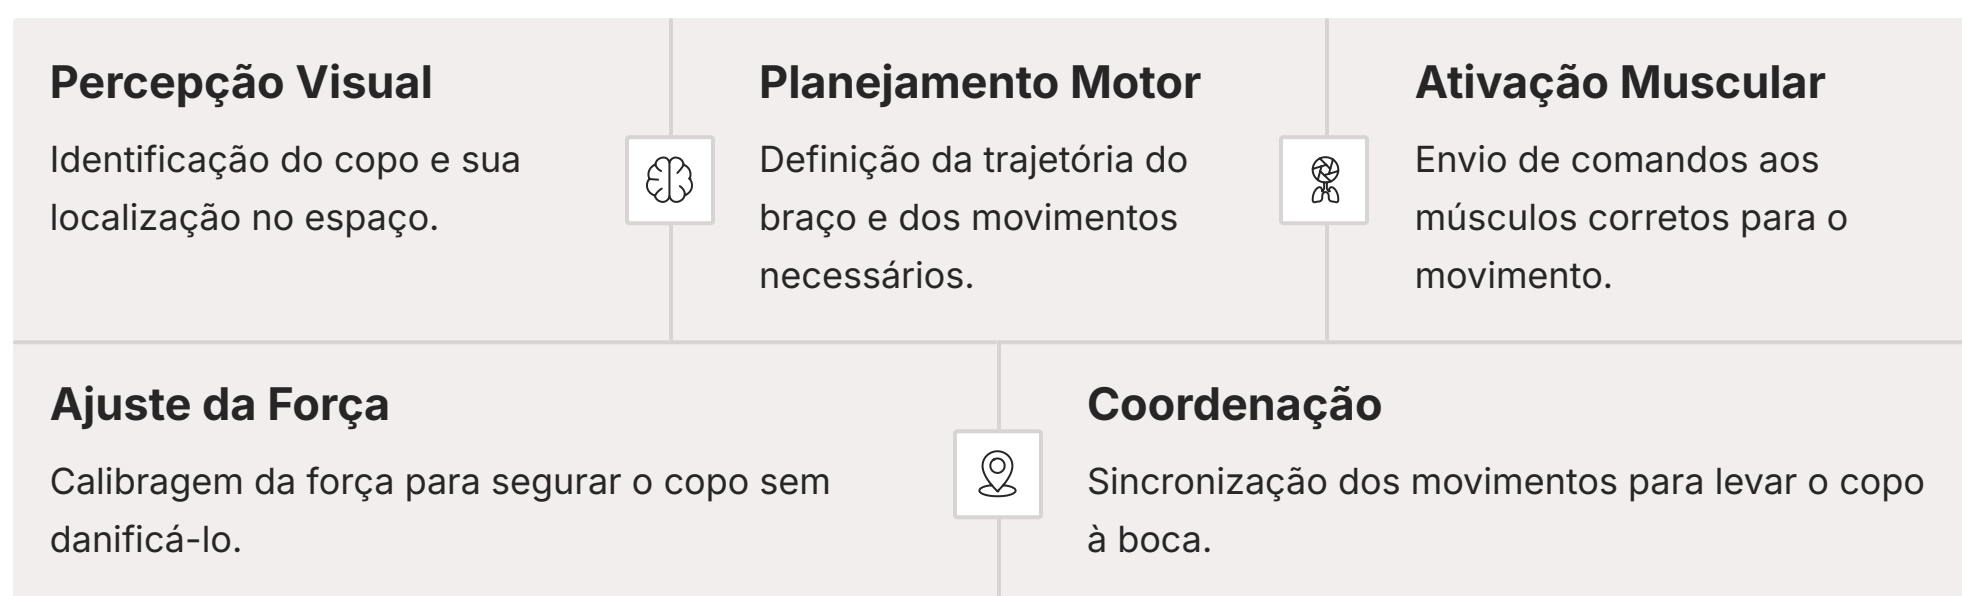 Percepção Visual
Identificação do copo e sua
localização no espaço.
Planejamento Motor
Definição da trajetória do
braço e dos movimentos
necessários.
Ativação Muscular
Envio de comandos aos
músculos corretos para o
movimento.
Ajuste da Força
Calibragem da força para segurar o copo sem
danificá-lo.
Coordenação
Sincronização dos movimentos para levar o copo
à boca.